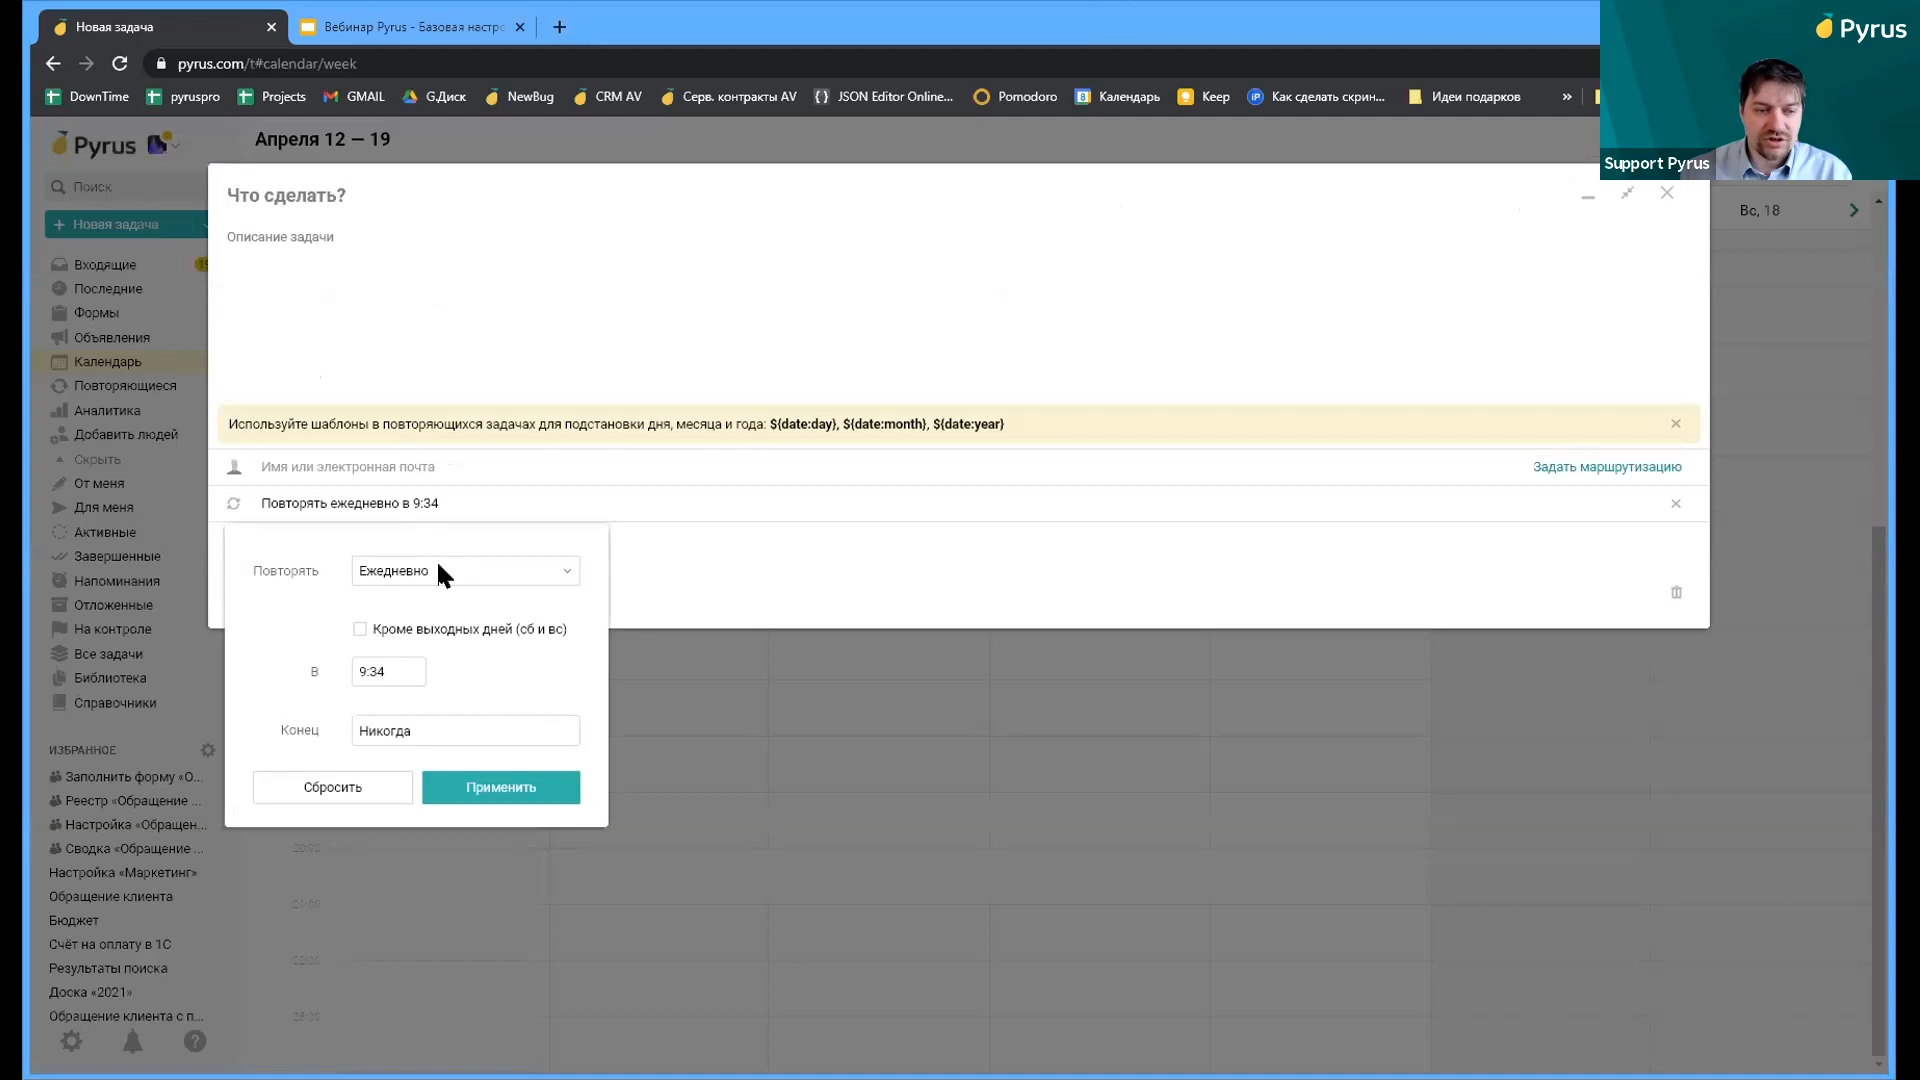 Новая задача
Вебинар Pyrus - Базовая настро
pyrus.com/t#calendar/week
DownTime pyruspro Projects GMAIL G.Диск NewBug CRM AV Серв. контракты AV JSON Editor Online... Pomodoro Календарь Keep Как сделать скрин... Идеи подарков »
Pyrus
Support Pyrus
Pyrus
Апреля 12 — 19
Поиск
+ Новая задача
Вс, 18
Входящие
Последние
Формы
Объявления
Календарь
Повторяющиеся
Аналитика
Добавить людей
Скрыть
От меня
Для меня
Активные
Завершенные
Напоминания
Отложенные
На контроле
Все задачи
Библиотека
Справочники
ИЗБРАННОЕ
Заполнить форму «О...
Реестр «Обращение ...
Настройка «Обращен...
Сводка «Обращение ...
Настройка «Маркетинг»
Обращение клиента
Бюджет
Счёт на оплату в 1С
Результаты поиска
Доска «2021»
Обращение клиента с п...
Что сделать?
Описание задачи
Используйте шаблоны в повторяющихся задачах для подстановки дня, месяца и года: ${date:day}, ${date:month}, ${date:year}
Имя или электронная почта
Задать маршрутизацию
Повторять ежедневно в 9:34
Повторять Ежедневно
Кроме выходных дней (сб и вс)
В 9:34
Конец Никогда
Сбросить Применить
20:00
21:00
22:00